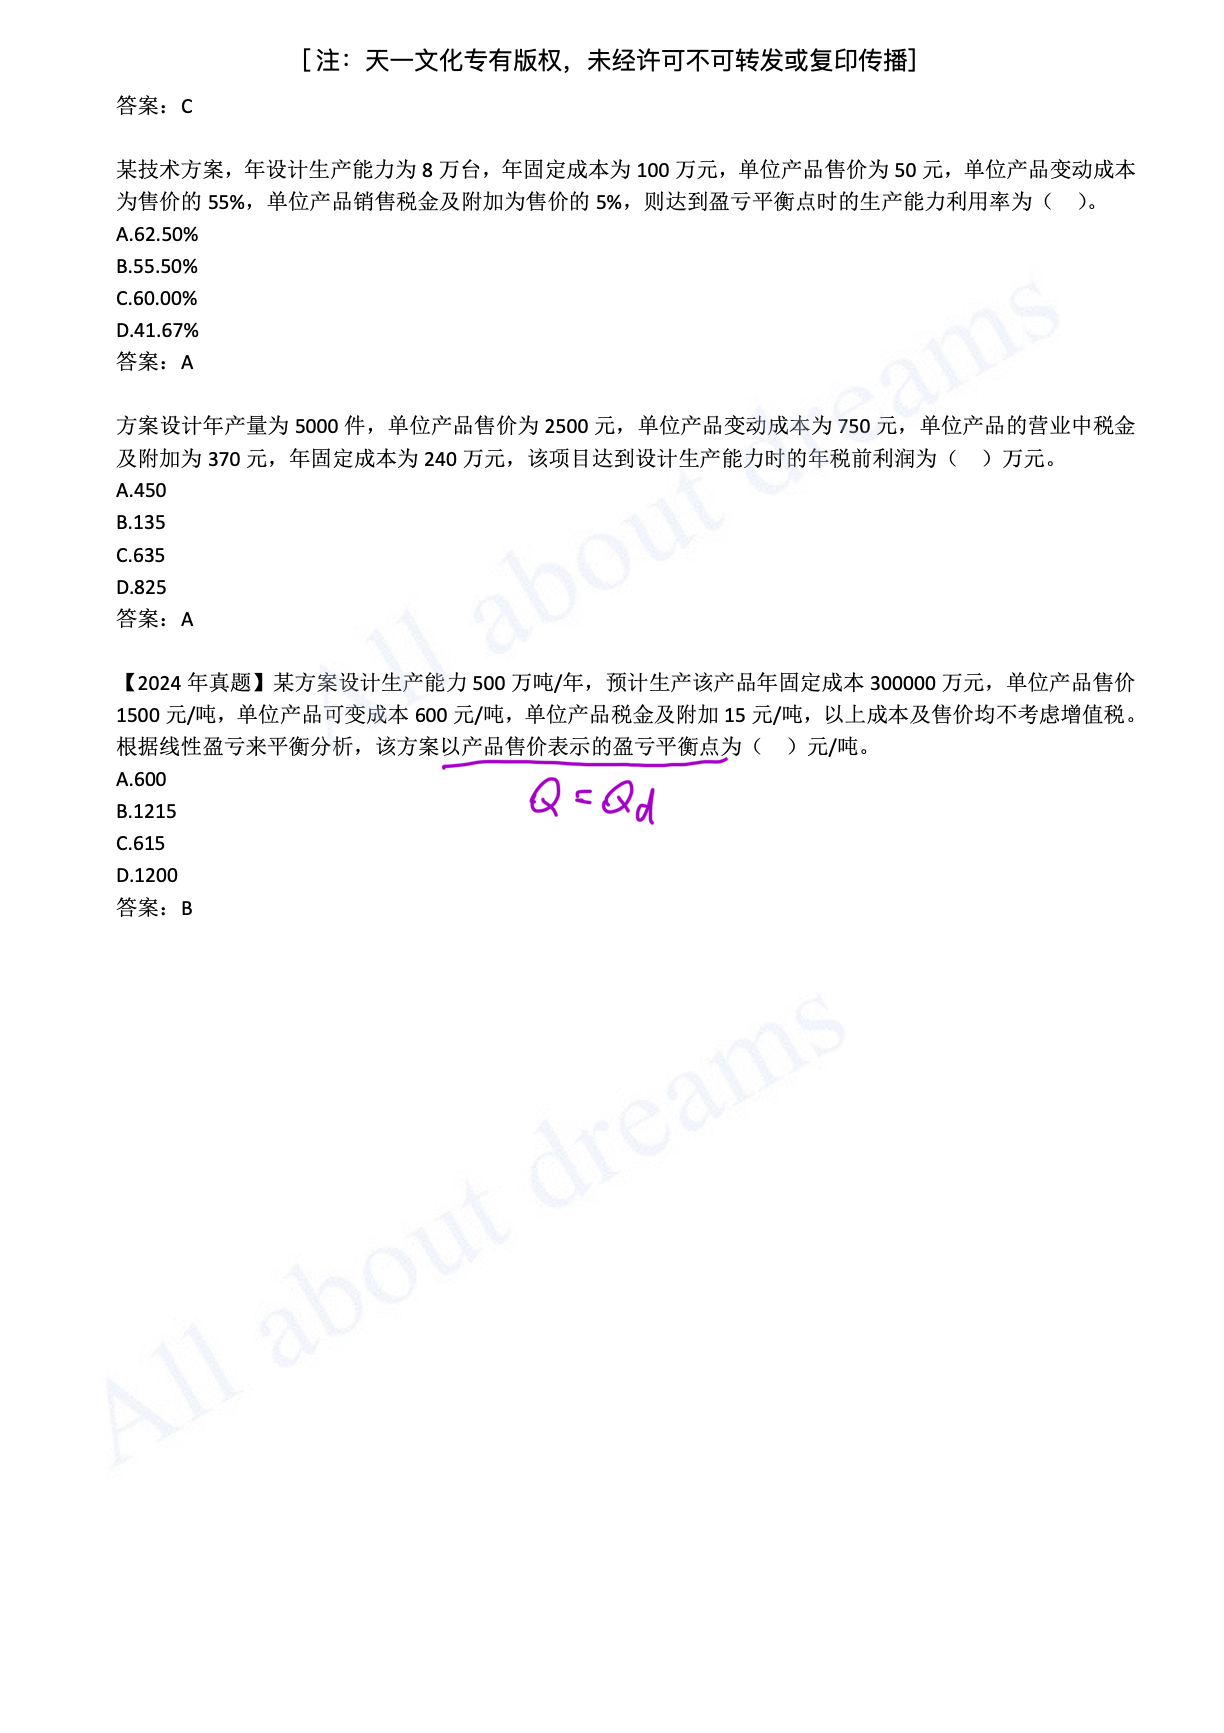 [注：天一文化专有版权，未经许可不可转发或复印传播]
答案：C
某技术方案，年设计生产能力为 8 万台，年固定成本为 100 万元，单位产品售价为 50 元，单位产品变动成本
为售价的 55%，单位产品销售税金及附加为售价的 5%，则达到盈亏平衡点时的生产能力利用率为（　）。
A.62.50%
B.55.50%
C.60.00%
D.41.67%
答案：A
方案设计年产量为 5000 件，单位产品售价为 2500 元，单位产品变动成本为 750 元，单位产品的营业中税金
及附加为 370 元，年固定成本为 240 万元，该项目达到设计生产能力时的年税前利润为（　）万元。
A.450
B.135
C.635
D.825
答案：A
【2024 年真题】某方案设计生产能力 500 万吨/年，预计生产该产品年固定成本 300000 万元，单位产品售价
1500 元/吨，单位产品可变成本 600 元/吨，单位产品税金及附加 15 元/吨，以上成本及售价均不考虑增值税。
根据线性盈亏来平衡分析，该方案以产品售价表示的盈亏平衡点为（　）元/吨。
Q = Qd
A.600
B.1215
C.615
D.1200
答案：B
All about dreams
All about dreams